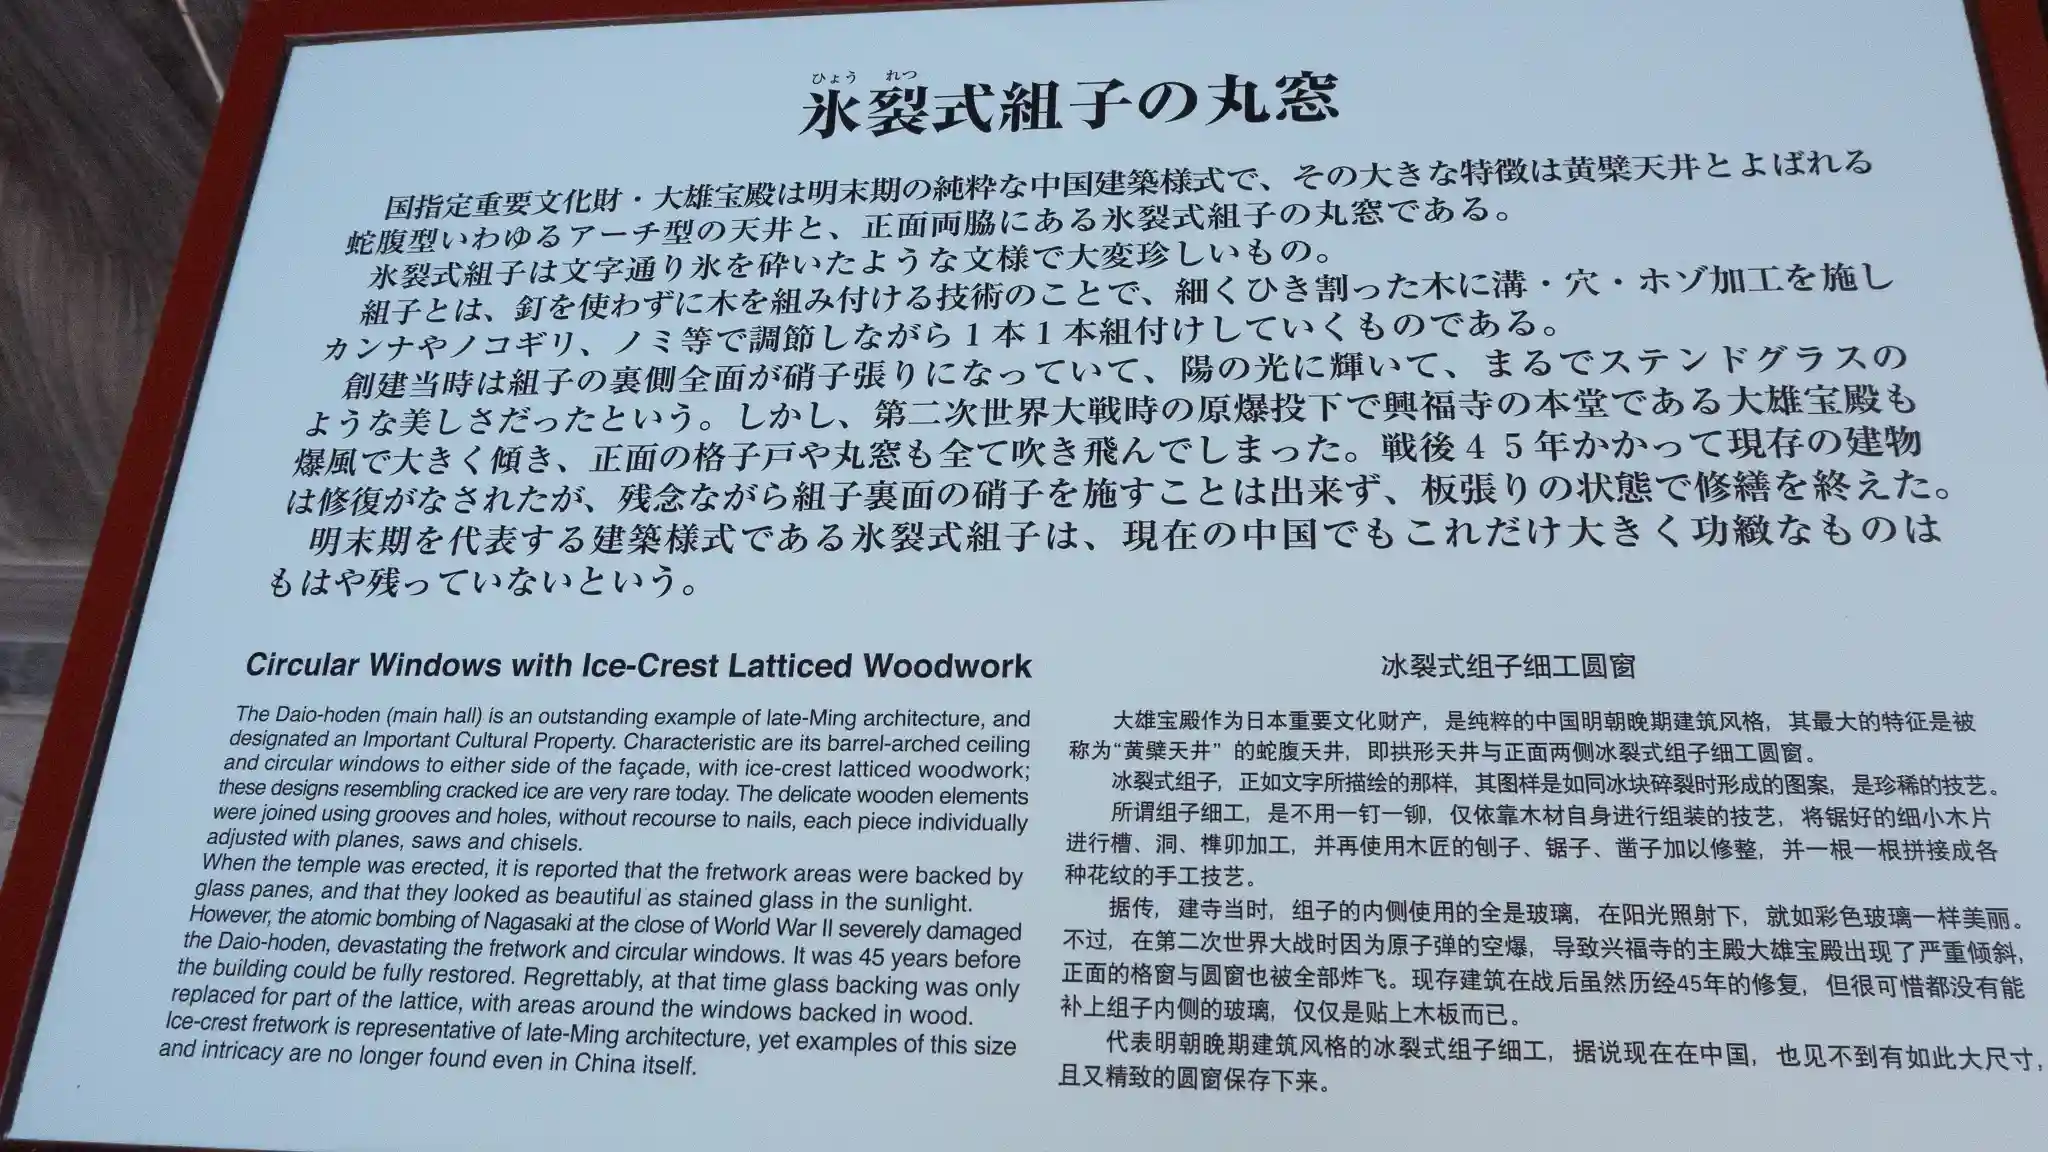 ひょう れつ
氷裂式組子の丸窓
国指定重要文化財・大雄宝殿は明末期の純粋な中国建築様式で、その大きな特徴は黄檗天井とよばれる
蛇腹型いわゆるアーチ型の天井と、正面両脇にある氷裂式組子の丸窓である。
氷裂式組子は文字通り氷を砕いたような文様で大変珍しいもの。
組子とは、釘を使わずに木を組み付ける技術のことで、細くひき割った木に溝・穴・ホゾ加工を施し
カンナやノコギリ、ノミ等で調節しながら１本１本組付けしていくものである。
創建当時は組子の裏側全面が硝子張りになっていて、陽の光に輝いて、まるでステンドグラスの
ような美しさだったという。しかし、第二次世界大戦時の原爆投下で興福寺の本堂である大雄宝殿も
爆風で大きく傾き、正面の格子戸や丸窓も全て吹き飛んでしまった。戦後４５年かかって現存の建物
は修復がなされたが、残念ながら組子裏面の硝子を施すことは出来ず、板張りの状態で修繕を終えた。
明末期を代表する建築様式である氷裂式組子は、現在の中国でもこれだけ大きく功緻なものは
もはや残っていないという。
Circular Windows with Ice-Crest Latticed Woodwork
The Daio-hoden (main hall) is an outstanding example of late-Ming architecture, and
designated an Important Cultural Property. Characteristic are its barrel-arched ceiling
and circular windows to either side of the façade, with ice-crest latticed woodwork;
these designs resembling cracked ice are very rare today. The delicate wooden elements
were joined using grooves and holes, without recourse to nails, each piece individually
adjusted with planes, saws and chisels.
When the temple was erected, it is reported that the fretwork areas were backed by
glass panes, and that they looked as beautiful as stained glass in the sunlight.
However, the atomic bombing of Nagasaki at the close of World War II severely damaged
the Daio-hoden, devastating the fretwork and circular windows. It was 45 years before
the building could be fully restored. Regrettably, at that time glass backing was only
replaced for part of the lattice, with areas around the windows backed in wood.
Ice-crest fretwork is representative of late-Ming architecture, yet examples of this size
and intricacy are no longer found even in China itself.
冰裂式组子细工圆窗
大雄宝殿作为日本重要文化财产，是纯粹的中国明朝晚期建筑风格，其最大的特征是被
称为“黄檗天井” 的蛇腹天井，即拱形天井与正面两侧冰裂式组子细工圆窗。
冰裂式组子，正如文字所描绘的那样，其图样是如同冰块碎裂时形成的图案，是珍稀的技艺。
所谓组子细工，是不用一钉一铆，仅依靠木材自身进行组装的技艺，将锯好的细小木片
进行槽、洞、榫卯加工，并再使用木匠的刨子、锯子、凿子加以修整，并一根一根拼接成各
种花纹的手工技艺。
据传，建寺当时，组子的内侧使用的全是玻璃，在阳光照射下，就如彩色玻璃一样美丽。
不过，在第二次世界大战时因为原子弹的空爆，导致兴福寺的主殿大雄宝殿出现了严重倾斜，
正面的格窗与圆窗也被全部炸飞。现存建筑在战后虽然历经45年的修复，但很可惜都没有能
补上组子内侧的玻璃，仅仅是贴上木板而已。
代表明朝晚期建筑风格的冰裂式组子细工，据说现在在中国，也见不到有如此大尺寸，
且又精致的圆窗保存下来。